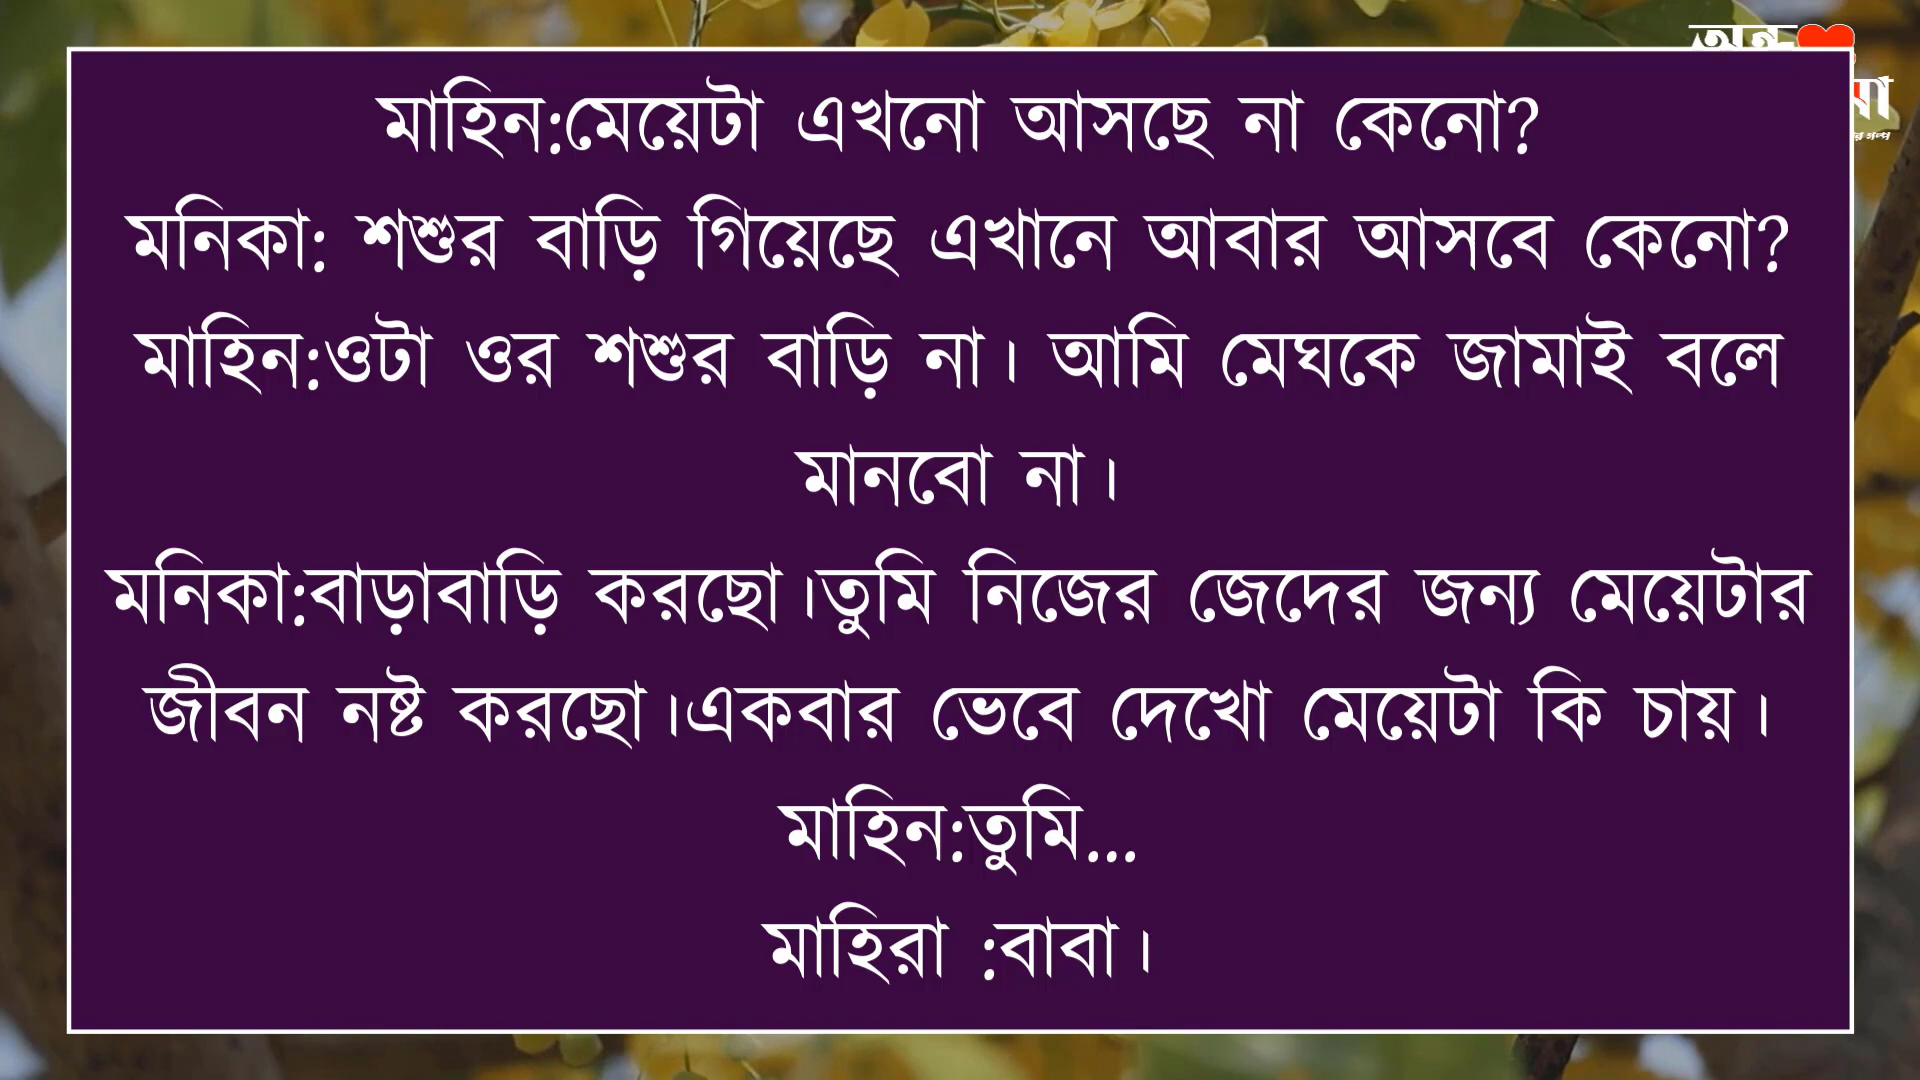 মাহিন:মেয়েটা এখনো আসছে না কেনো?
মনিকা: শশুর বাড়ি গিয়েছে এখানে আবার আসবে কেনো?
মাহিন:ওটা ওর শশুর বাড়ি না। আমি মেঘকে জামাই বলে
মানবো না।
মনিকা:বাড়াবাড়ি করছো।তুমি নিজের জেদের জন্য মেয়েটার
জীবন নষ্ট করছো।একবার ভেবে দেখো মেয়েটা কি চায়।
মাহিন:তুমি...
মাহিরা :বাবা।